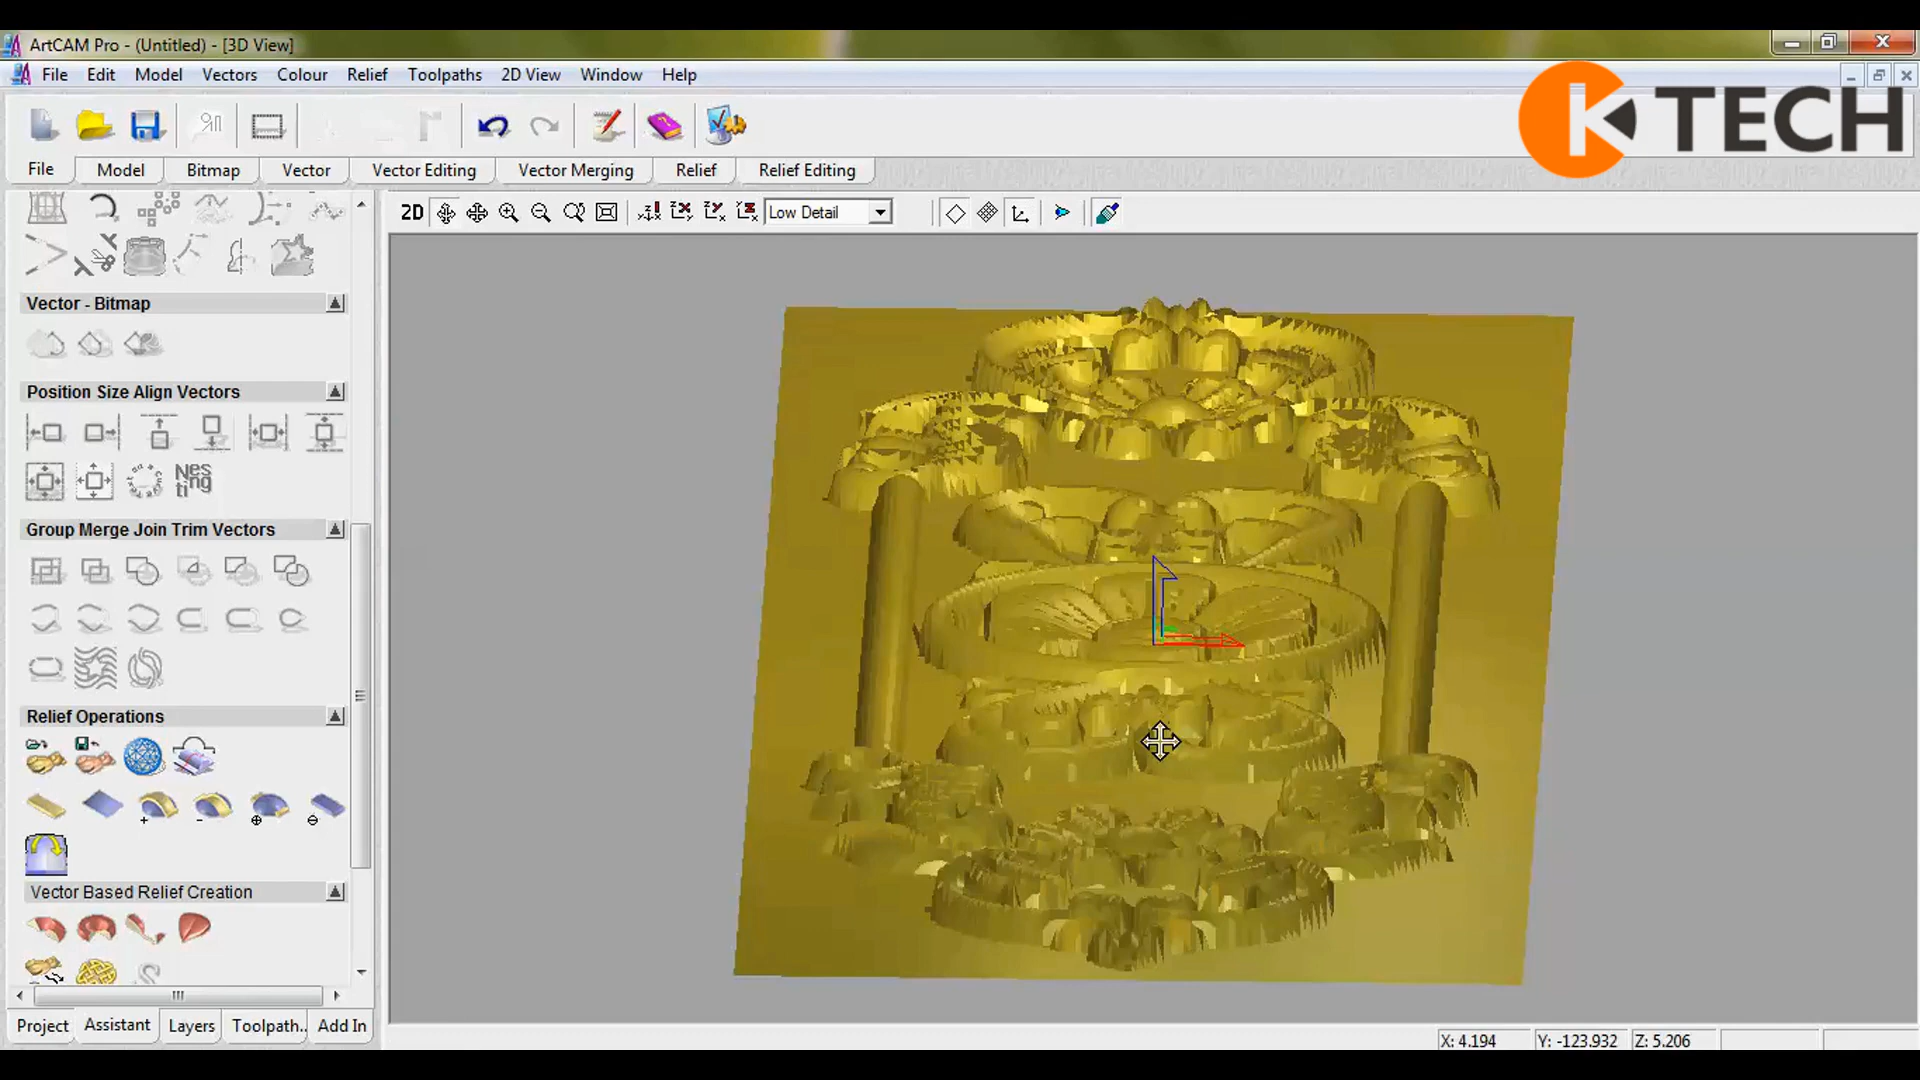 ArtCAM Pro - (Untitled) - [3D View]
File Edit Model Vectors Colour Relief Toolpaths 2D View Window Help
K TECH
File Model Bitmap Vector Vector Editing Vector Merging Relief Relief Editing
2D Low Detail
Vector - Bitmap
Position Size Align Vectors
Nes
ting
Group Merge Join Trim Vectors
Relief Operations
Vector Based Relief Creation
Project Assistant Layers Toolpath.. Add In
X: 4.194 Y: -123.932 Z: 5.206